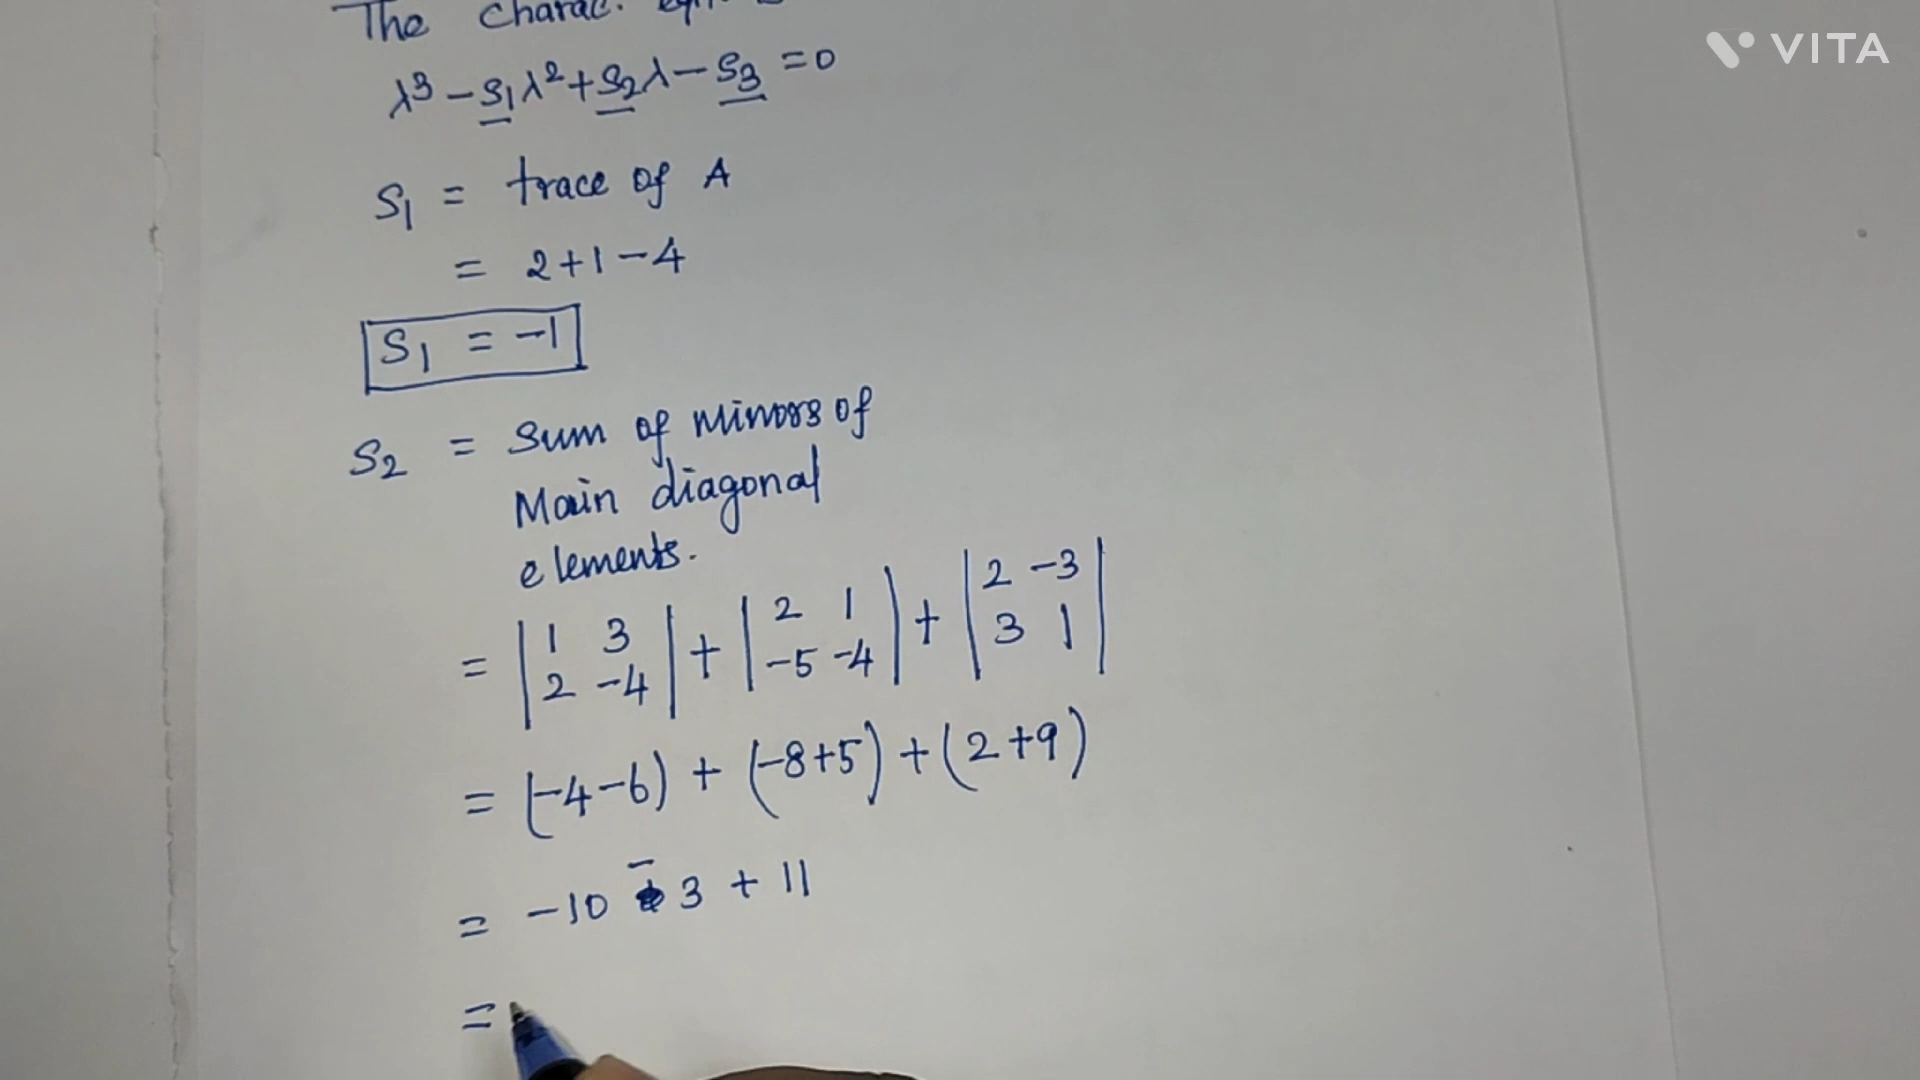 The Charac.
VITA
λ³ - S₁λ² + S₂λ - S₃ = 0
S₁ = trace of A
= 2+1-4
S₁ = -1
S₂ = Sum of minors of
Main diagonal
elements.
= |1 3; 2 -4| + |2 1; -5 -4| + |2 -3; 3 1|
= (-4-6) + (-8+5) + (2+9)
= -10 - 3 + 11
=